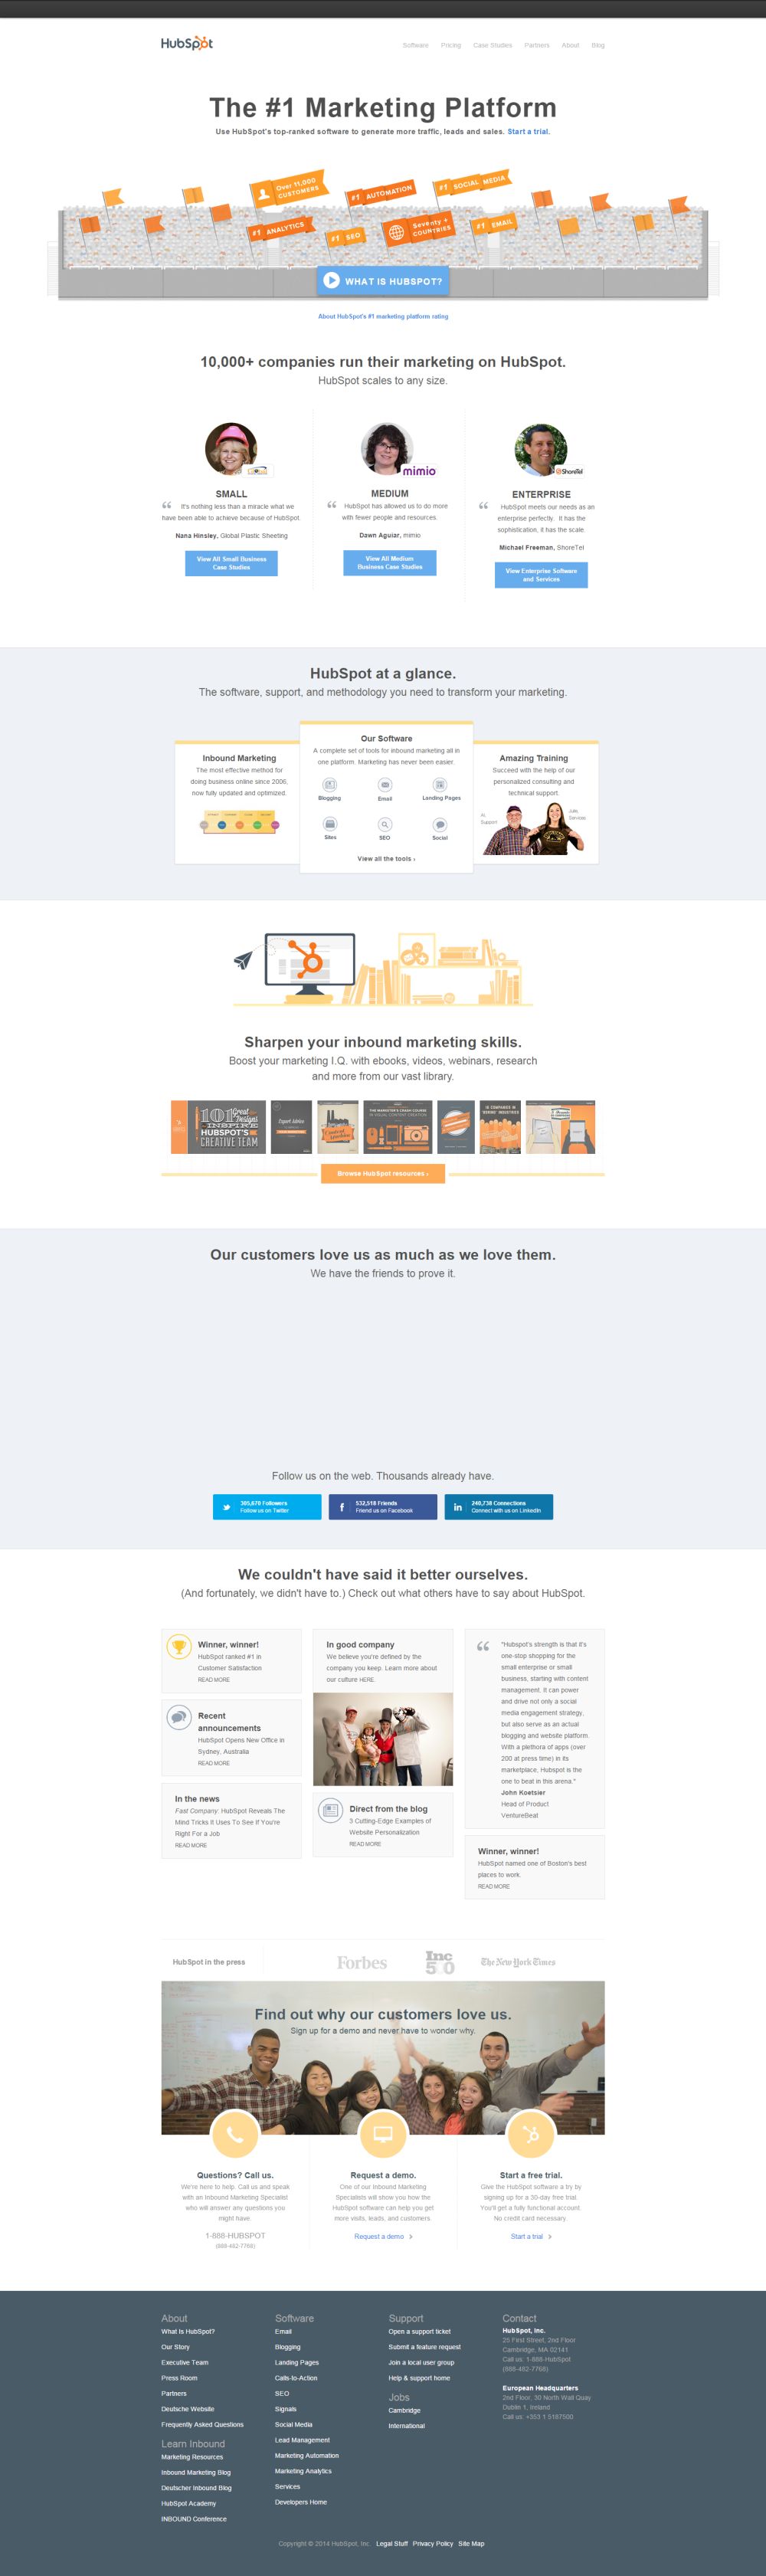 HubSpot
Software Pricing Case Studies Partners About Blog
The #1 Marketing Platform
Use HubSpot's top-ranked software to generate more traffic, leads and sales. Start a trial.
Over 11,000
CUSTOMERS
#1 AUTOMATION
#1 SOCIAL MEDIA
#1 ANALYTICS
#1 SEO
Seventy +
COUNTRIES
#1 EMAIL
WHAT IS HUBSPOT?
About HubSpot's #1 marketing platform rating
10,000+ companies run their marketing on HubSpot.
HubSpot scales to any size.
mimio
ShoreTel
SMALL
“ It's nothing less than a miracle what we
have been able to achieve because of HubSpot.
Nana Hinsley, Global Plastic Sheeting
View All Small Business
Case Studies
MEDIUM
“ HubSpot has allowed us to do more
with fewer people and resources.
Dawn Aguiar, mimio
View All Medium
Business Case Studies
ENTERPRISE
“ HubSpot meets our needs as an
enterprise perfectly. It has the
sophistication, it has the scale.
Michael Freeman, ShoreTel
View Enterprise Software
and Services
HubSpot at a glance.
The software, support, and methodology you need to transform your marketing.
Inbound Marketing
The most effective method for
doing business online since 2006,
now fully updated and optimized.
Our Software
A complete set of tools for inbound marketing all in
one platform. Marketing has never been easier.
Blogging Email Landing Pages
Sites SEO Social
View all the tools ›
Amazing Training
Succeed with the help of our
personalized consulting and
technical support.
Al,
Support
Julie,
Services
Sharpen your inbound marketing skills.
Boost your marketing I.Q. with ebooks, videos, webinars, research
and more from our vast library.
101 Great
Designs
to INSPIRE
HUBSPOT'S
CREATIVE TEAM
Expert Advice
THE MARKETER'S CRASH COURSE
IN VISUAL CONTENT CREATION
10 COMPANIES IN
'BORING' INDUSTRIES
Browse HubSpot resources ›
Our customers love us as much as we love them.
We have the friends to prove it.
Follow us on the web. Thousands already have.
305,670 Followers
Follow us on Twitter
532,518 Friends
Friend us on Facebook
240,738 Connections
Connect with us on LinkedIn
We couldn't have said it better ourselves.
(And fortunately, we didn't have to.) Check out what others have to say about HubSpot.
Winner, winner!
HubSpot ranked #1 in
Customer Satisfaction
READ MORE
Recent
announcements
HubSpot Opens New Office in
Sydney, Australia
READ MORE
In the news
Fast Company: HubSpot Reveals The
Mind Tricks It Uses To See If You're
Right For a Job
READ MORE
In good company
We believe you're defined by the
company you keep. Learn more about
our culture HERE.
Direct from the blog
3 Cutting-Edge Examples of
Website Personalization
READ MORE
“ "Hubspot's strength is that it's
one-stop shopping for the
small enterprise or small
business, starting with content
management. It can power
and drive not only a social
media engagement strategy,
but also serve as an actual
blogging and website platform.
With a plethora of apps (over
200 at press time) in its
marketplace, Hubspot is the
one to beat in this arena."
John Koetsier
Head of Product
VentureBeat
Winner, winner!
HubSpot named one of Boston's best
places to work.
READ MORE
HubSpot in the press
Forbes
Inc
500
The New York Times
Find out why our customers love us.
Sign up for a demo and never have to wonder why.
Questions? Call us.
We're here to help. Call us and speak
with an Inbound Marketing Specialist
who will answer any questions you
might have.
1-888-HUBSPOT
(888-482-7768)
Request a demo.
One of our Inbound Marketing
Specialists will show you how the
HubSpot software can help you get
more visits, leads, and customers.
Request a demo ›
Start a free trial.
Give the HubSpot software a try by
signing up for a 30-day free trial.
You'll get a fully functional account.
No credit card necessary.
Start a trial ›
About
What Is HubSpot?
Our Story
Executive Team
Press Room
Partners
Deutsche Website
Frequently Asked Questions
Learn Inbound
Marketing Resources
Inbound Marketing Blog
Deutscher Inbound Blog
HubSpot Academy
INBOUND Conference
Software
Email
Blogging
Landing Pages
Calls-to-Action
SEO
Signals
Social Media
Lead Management
Marketing Automation
Marketing Analytics
Services
Developers Home
Support
Open a support ticket
Submit a feature request
Join a local user group
Help & support home
Jobs
Cambridge
International
Contact
HubSpot, Inc.
25 First Street, 2nd Floor
Cambridge, MA 02141
Call us: 1-888-HubSpot
(888-482-7768)
European Headquarters
2nd Floor, 30 North Wall Quay
Dublin 1, Ireland
Call us: +353 1 5187500
Copyright © 2014 HubSpot, Inc. Legal Stuff Privacy Policy Site Map